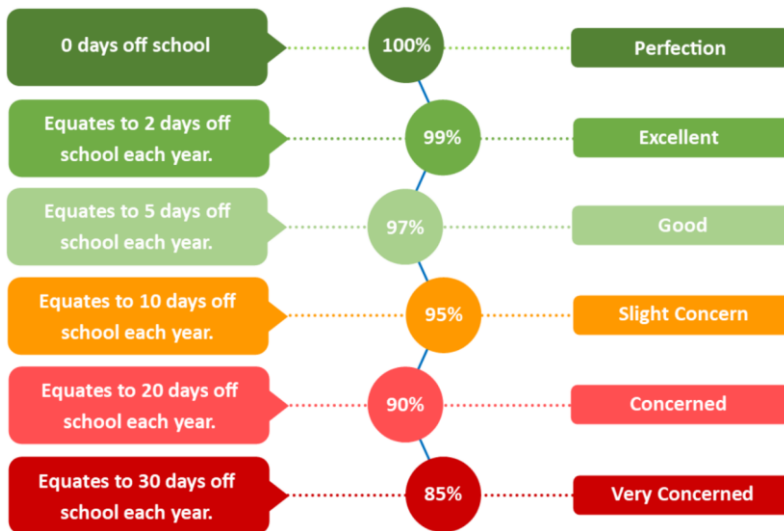 0 days off school
100%
Perfection
Equates to 2 days off
school each year.
99%
Excellent
Equates to 5 days off
school each year.
97%
Good
Equates to 10 days off
school each year.
95%
Slight Concern
Equates to 20 days off
school each year.
90%
Concerned
Equates to 30 days off
school each year.
85%
Very Concerned